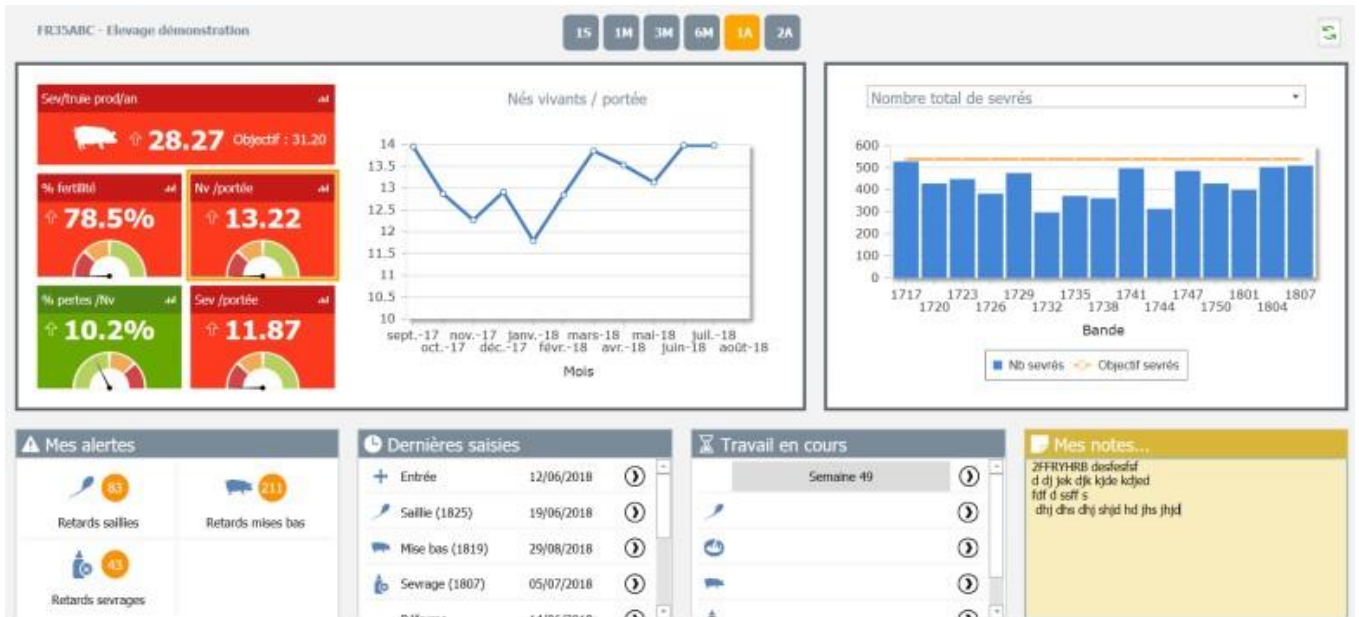 FR35ABC - Elevage démonstration
1S 1M 3M 6M 1A 2A
Sev/truie prod/an
28.27 Objectif : 31.20
% fertilité
78.5%
Nv /portée
13.22
% pertes /Nv
10.2%
Sev /portée
11.87
Nés vivants / portée
14
13.5
13
12.5
12
11.5
11
10.5
10
sept.-17 nov.-17 janv.-18 mars-18 mai-18 juil.-18
oct.-17 déc.-17 févr.-18 avr.-18 juin-18 août-18
Mois
Nombre total de sevrés
600
500
400
300
200
100
0
1717 1723 1729 1735 1741 1747 1801 1807
1720 1726 1732 1738 1744 1750 1804
Bande
Nb sevrés Objectif sevrés
Mes alertes
83
Retards saillies
211
Retards mises bas
43
Retards sevrages
Dernières saisies
Entrée 12/06/2018
Saillie (1825) 19/06/2018
Mise bas (1819) 29/08/2018
Sevrage (1807) 05/07/2018
Travail en cours
Semaine 49
Mes notes...
2FFRYHRB desfesfsf
d dj jek djk kjde kdjed
fdf d ssff s
dhj dhs dhj shjd hd jhs jhjd